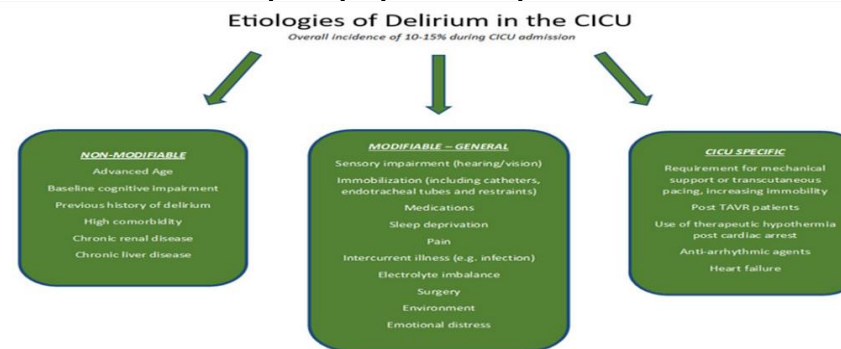 Etiologies of Delirium in the CICU
Overall incidence of 10-15% during CICU admission
NON-MODIFIABLE
Advanced Age
Baseline cognitive impairment
Previous history of delirium
High comorbidity
Chronic renal disease
Chronic liver disease
MODIFIABLE – GENERAL
Sensory impairment (hearing/vision)
Immobilization (including catheters,
endotracheal tubes and restraints)
Medications
Sleep deprivation
Pain
Intercurrent illness (e.g. infection)
Electrolyte imbalance
Surgery
Environment
Emotional distress
CICU SPECIFIC
Requirement for mechanical
support or transcutaneous
pacing, increasing immobility
Post TAVR patients
Use of therapeutic hypothermia
post cardiac arrest
Anti-arrhythmic agents
Heart failure